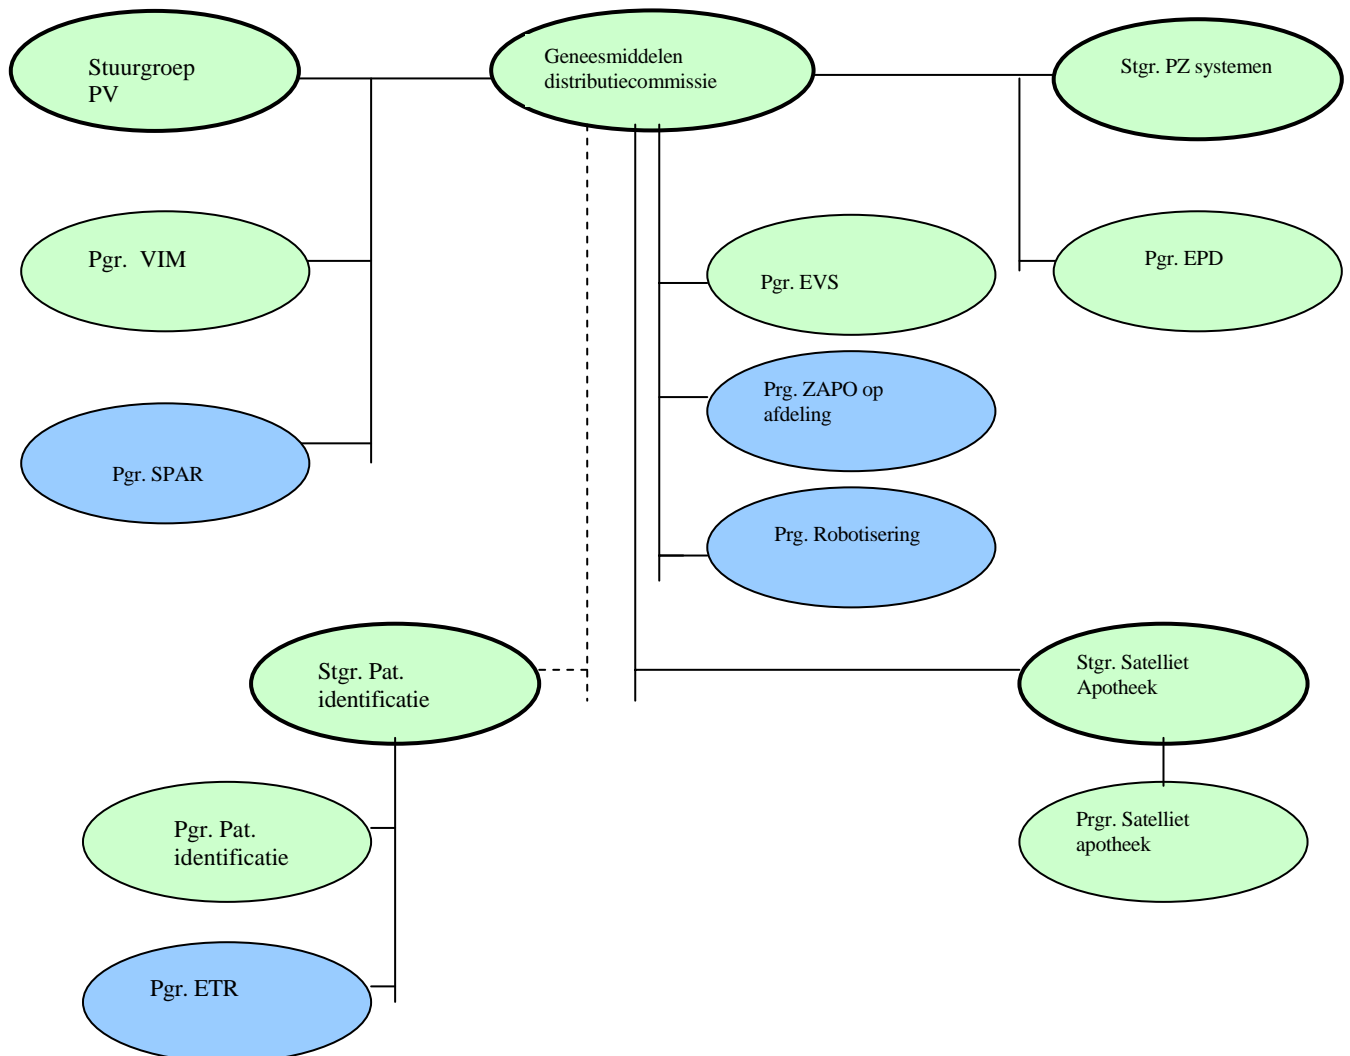 Stuurgroep
PV
Geneesmiddelen
distributiecommissie
Stgr. PZ systemen
Pgr. VIM
Pgr. EVS
Pgr. EPD
Prg. ZAPO op
afdeling
Pgr. SPAR
Prg. Robotisering
Stgr. Pat.
identificatie
Stgr. Satelliet
Apotheek
Pgr. Pat.
identificatie
Prgr. Satelliet
apotheek
Pgr. ETR